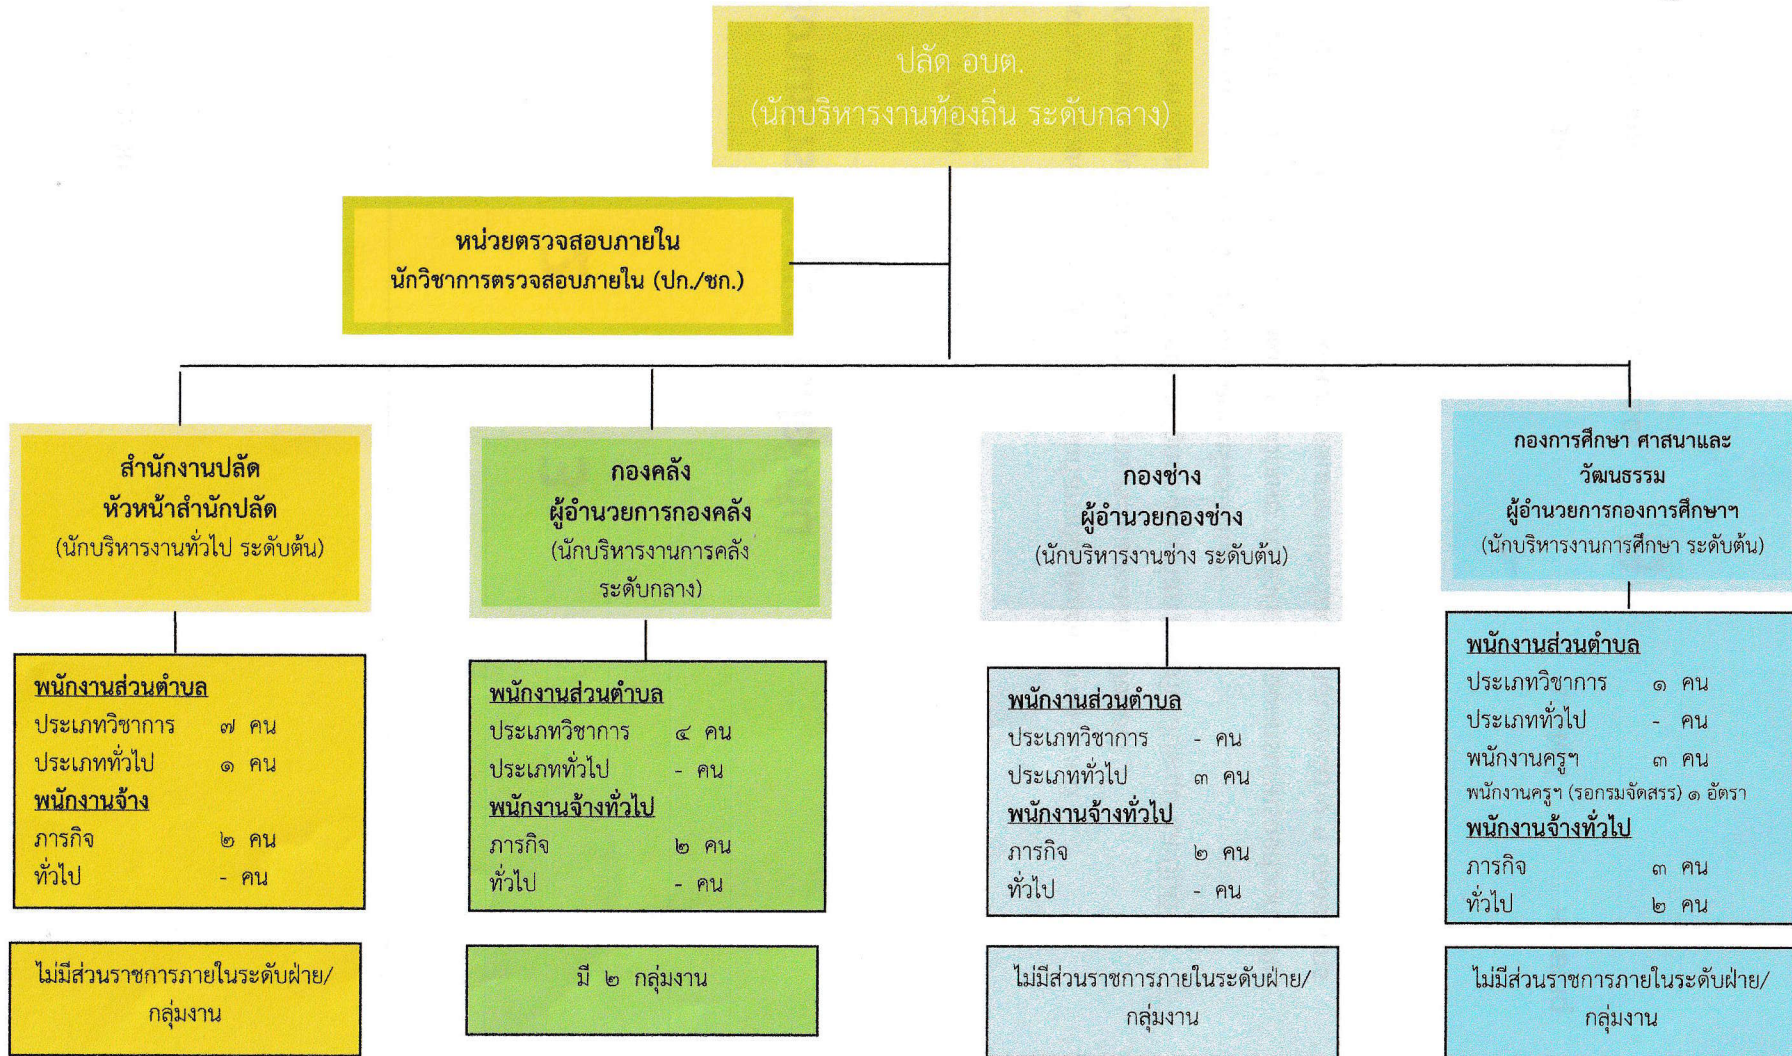 ปลัด อบต.
(นักบริหารงานท้องถิ่น ระดับกลาง)
หน่วยตรวจสอบภายใน
นักวิชาการตรวจสอบภายใน (ปก./ชก.)
สำนักงานปลัด
หัวหน้าสำนักปลัด
(นักบริหารงานทั่วไป ระดับต้น)
พนักงานส่วนตำบล
ประเภทวิชาการ ๗ คน
ประเภททั่วไป ๑ คน
พนักงานจ้าง
ภารกิจ ๒ คน
ทั่วไป - คน
ไม่มีส่วนราชการภายในระดับฝ่าย/
กลุ่มงาน
กองคลัง
ผู้อำนวยการกองคลัง
(นักบริหารงานการคลัง
ระดับกลาง)
พนักงานส่วนตำบล
ประเภทวิชาการ ๔ คน
ประเภททั่วไป - คน
พนักงานจ้างทั่วไป
ภารกิจ ๒ คน
ทั่วไป - คน
มี ๒ กลุ่มงาน
กองช่าง
ผู้อำนวยกองช่าง
(นักบริหารงานช่าง ระดับต้น)
พนักงานส่วนตำบล
ประเภทวิชาการ - คน
ประเภททั่วไป ๓ คน
พนักงานจ้างทั่วไป
ภารกิจ ๒ คน
ทั่วไป - คน
ไม่มีส่วนราชการภายในระดับฝ่าย/
กลุ่มงาน
กองการศึกษา ศาสนาและ
วัฒนธรรม
ผู้อำนวยการกองการศึกษาฯ
(นักบริหารงานการศึกษา ระดับต้น)
พนักงานส่วนตำบล
ประเภทวิชาการ ๑ คน
ประเภททั่วไป - คน
พนักงานครูฯ ๓ คน
พนักงานครูฯ (รอกรมจัดสรร) ๑ อัตรา
พนักงานจ้างทั่วไป
ภารกิจ ๓ คน
ทั่วไป ๒ คน
ไม่มีส่วนราชการภายในระดับฝ่าย/
กลุ่มงาน